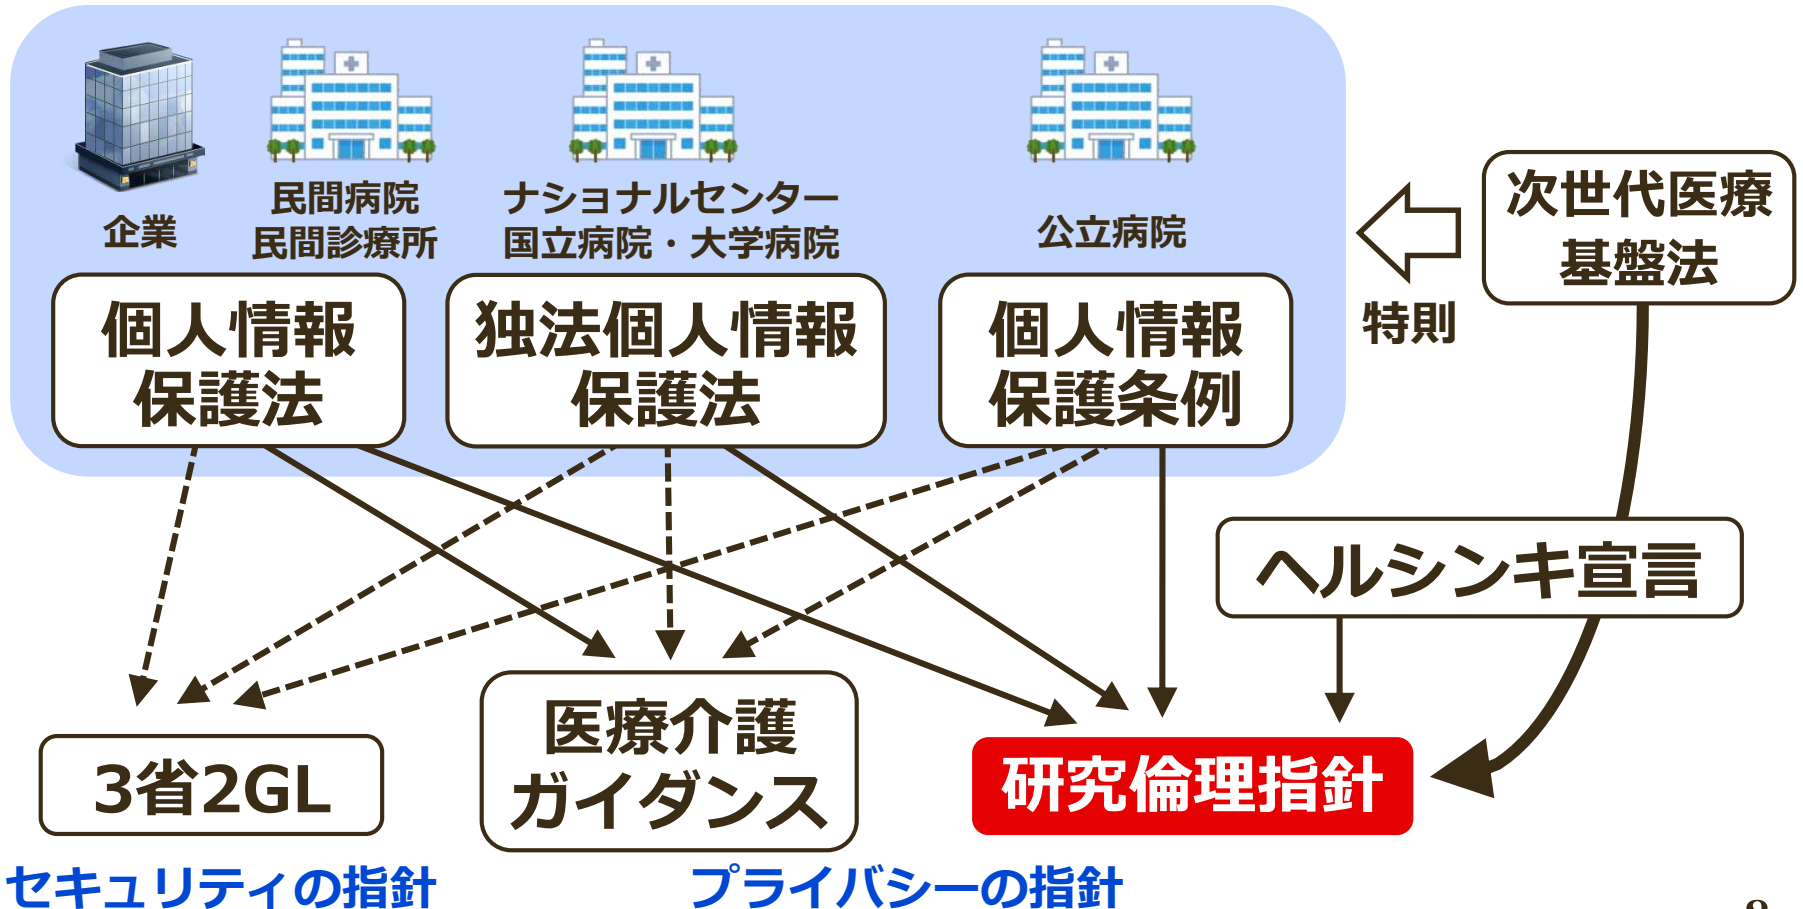 企業
民間病院
民間診療所
ナショナルセンター
国立病院・大学病院
公立病院
個人情報
保護法
独法個人情報
保護法
個人情報
保護条例
次世代医療
基盤法
特則
ヘルシンキ宣言
3省2GL
医療介護
ガイダンス
研究倫理指針
セキュリティの指針
プライバシーの指針